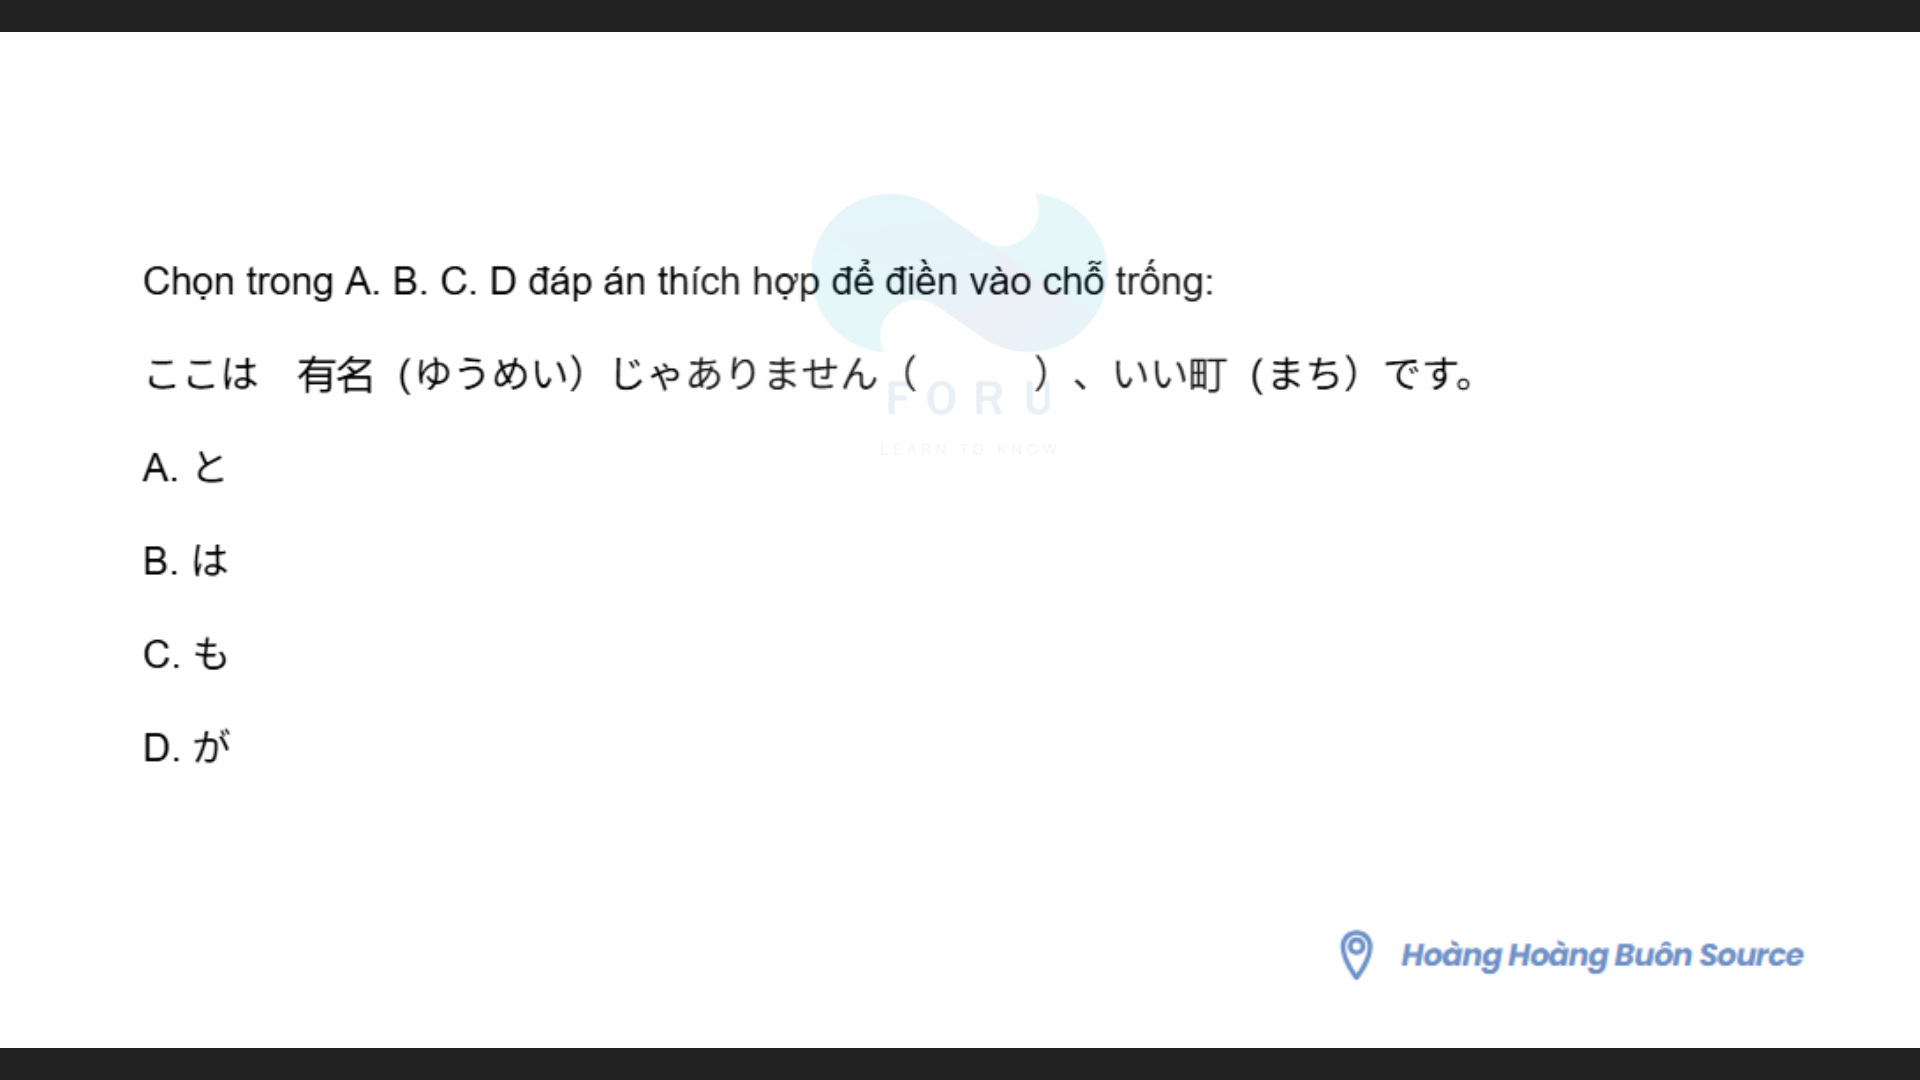 Chọn trong A. B. C. D đáp án thích hợp để điền vào chỗ trống:
ここは　有名（ゆうめい）じゃありません（　　　）、いい町（まち）です。
FORU
LEARN TO KNOW
A. と
B. は
C. も
D. が
Hoàng Hoàng Buôn Source